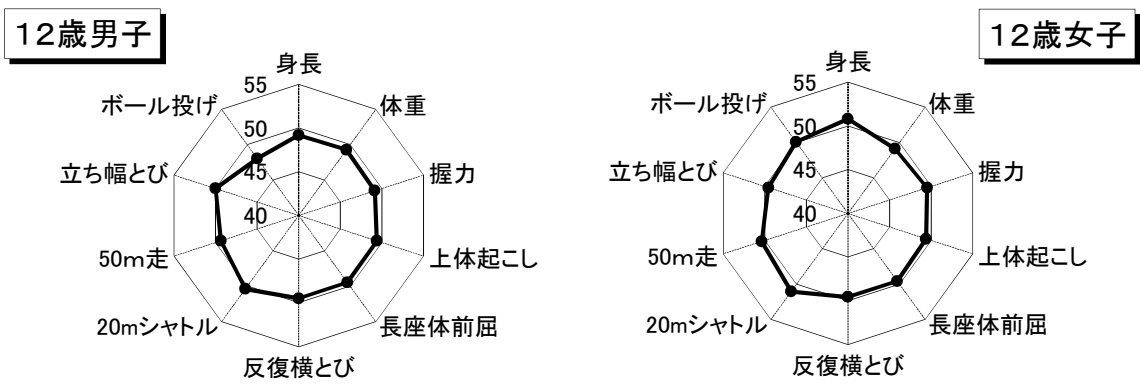 12歳男子
身長
体重
握力
上体起こし
長座体前屈
反復横とび
20mシャトル
50m走
立ち幅とび
ボール投げ
55
50
45
40
12歳女子
身長
体重
握力
上体起こし
長座体前屈
反復横とび
20mシャトル
50m走
立ち幅とび
ボール投げ
55
50
45
40